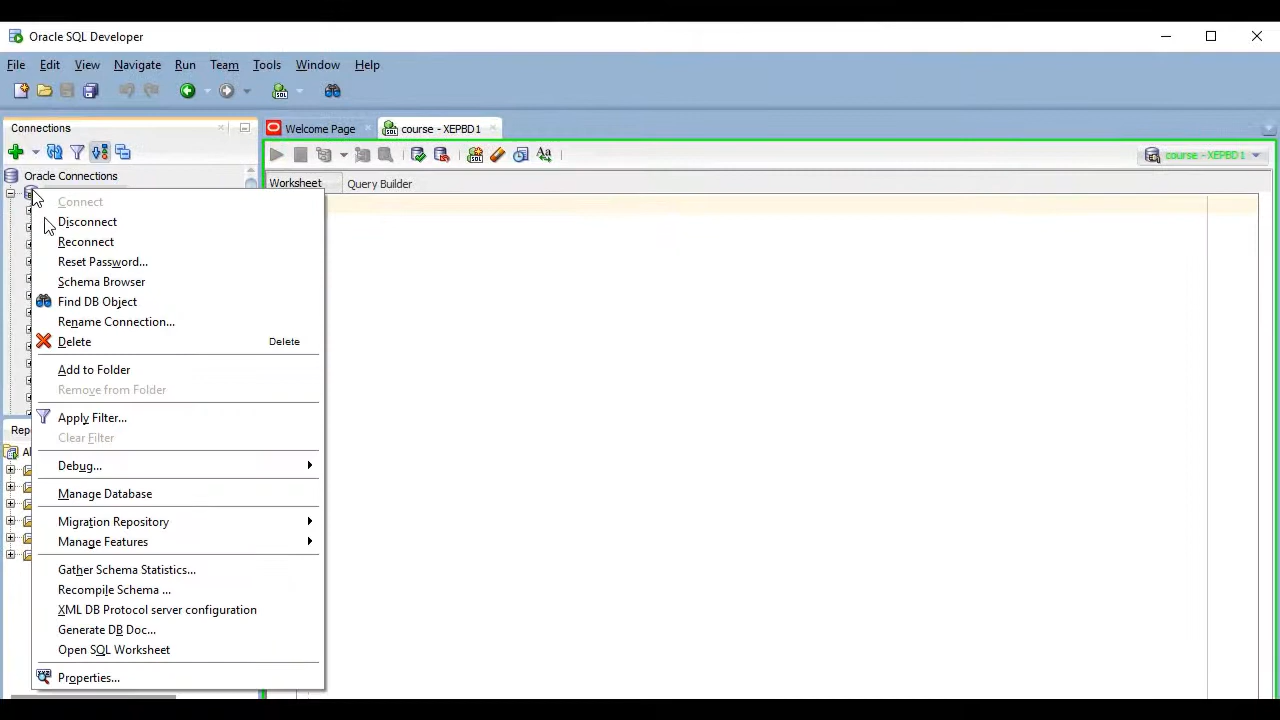 Oracle SQL Developer
File Edit View Navigate Run Team Tools Window Help
Connections
Welcome Page
course - XEPBD1
Oracle Connections
course - XEPBD1
Worksheet
Query Builder
Connect
Disconnect
Reconnect
Reset Password...
Schema Browser
Find DB Object
Rename Connection...
Delete Delete
Add to Folder
Remove from Folder
Apply Filter...
Clear Filter
Debug...
Manage Database
Migration Repository
Manage Features
Gather Schema Statistics...
Recompile Schema ...
XML DB Protocol server configuration
Generate DB Doc...
Open SQL Worksheet
Properties...
Rep
Al